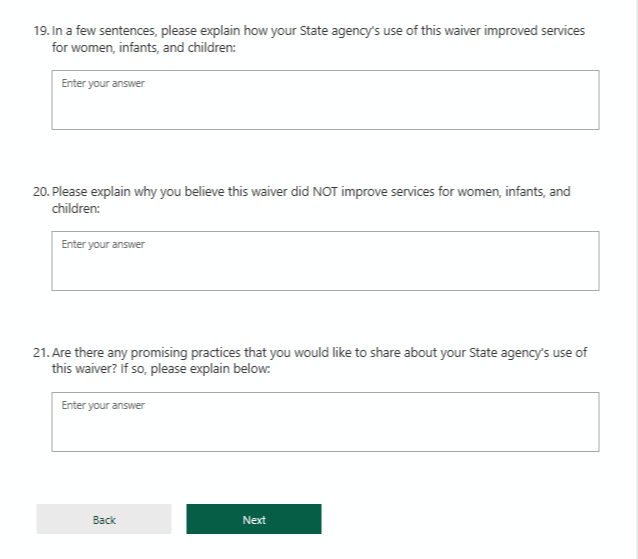 19. In a few sentences, please explain how your State agency's use of this waiver improved services
for women, infants, and children:
Enter your answer
20. Please explain why you believe this waiver did NOT improve services for women, infants, and
children:
Enter your answer
21. Are there any promising practices that you would like to share about your State agency's use of
this waiver? If so, please explain below:
Enter your answer
Back
Next